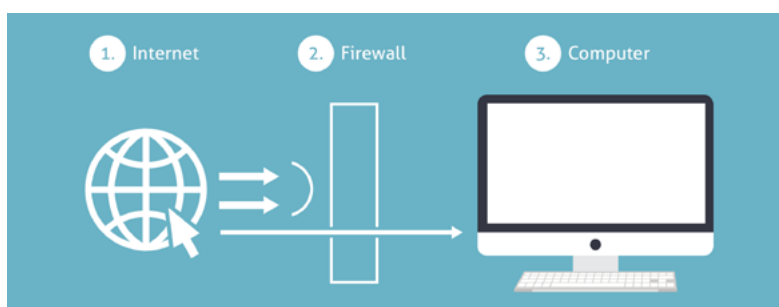 1. Internet
2. Firewall
3. Computer